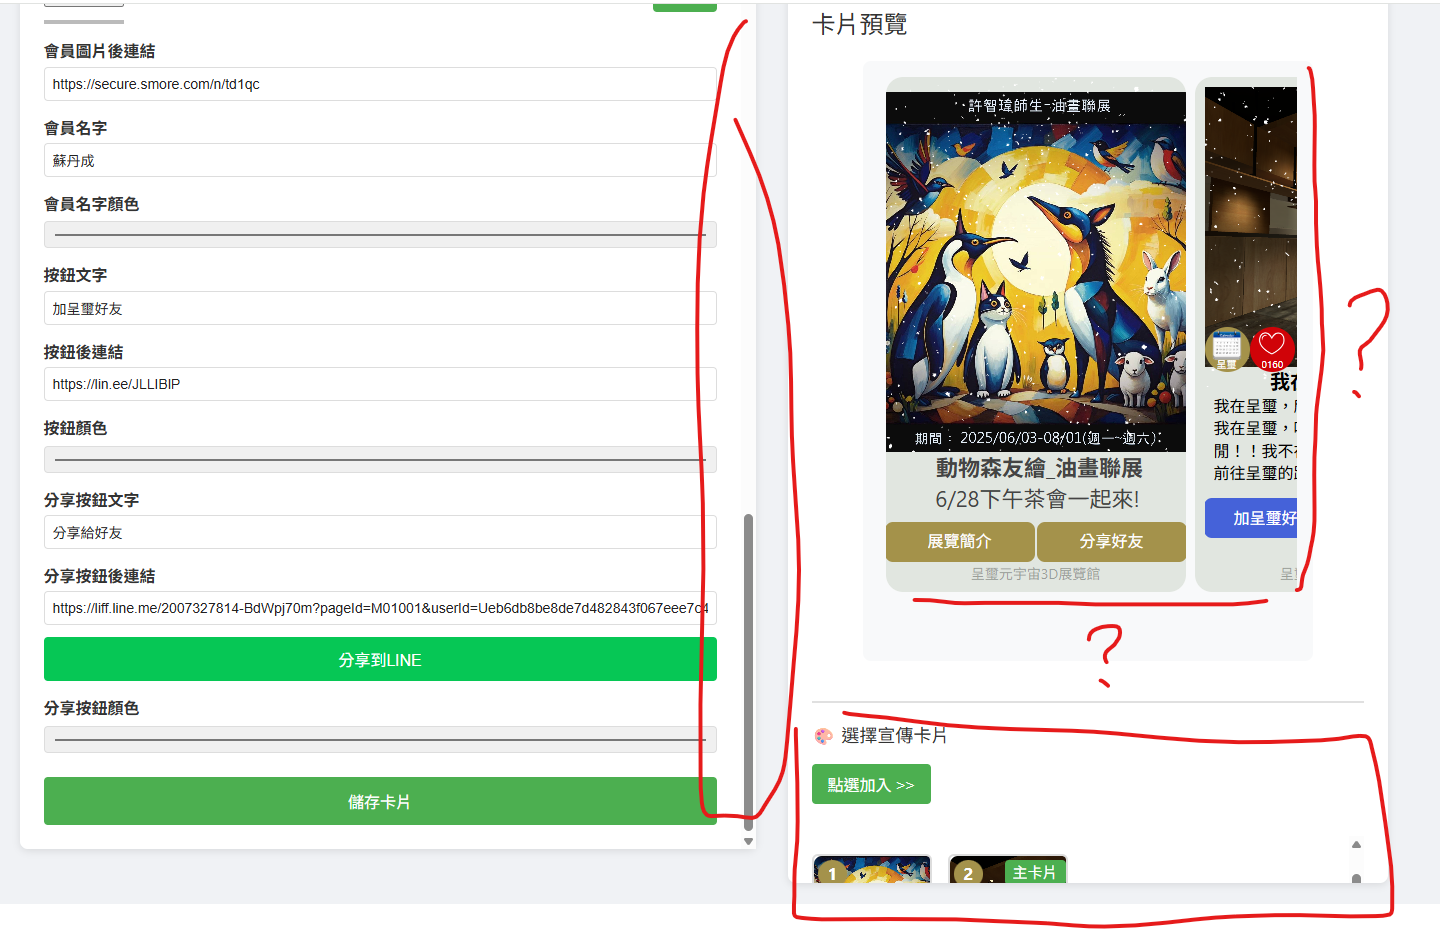 會員圖片後連結
https://secure.smore.com/n/td1qc
會員名字
蘇丹成
會員名字顏色
按鈕文字
加呈璽好友
按鈕後連結
https://lin.ee/JLLIBIP
按鈕顏色
分享按鈕文字
分享給好友
分享按鈕後連結
https://liff.line.me/2007327814-BdWpj70m?pageId=M01001&userId=Ueb6db8be8de7d482843f067eee7c4
分享到LINE
分享按鈕顏色
儲存卡片
卡片預覽
許智瑋師生-油畫聯展
期間：2025/06/03-08/01(週一~週六)
動物森友繪_油畫聯展
6/28下午茶會一起來!
展覽簡介
分享好友
呈璽元宇宙3D展覽館
呈璽
0160
我在
我在呈璽，
我在呈璽，
閒！！我不在
前往呈璽的
加呈璽好
呈
?
?
🎨 選擇宣傳卡片
點選加入 >>
1
2
主卡片